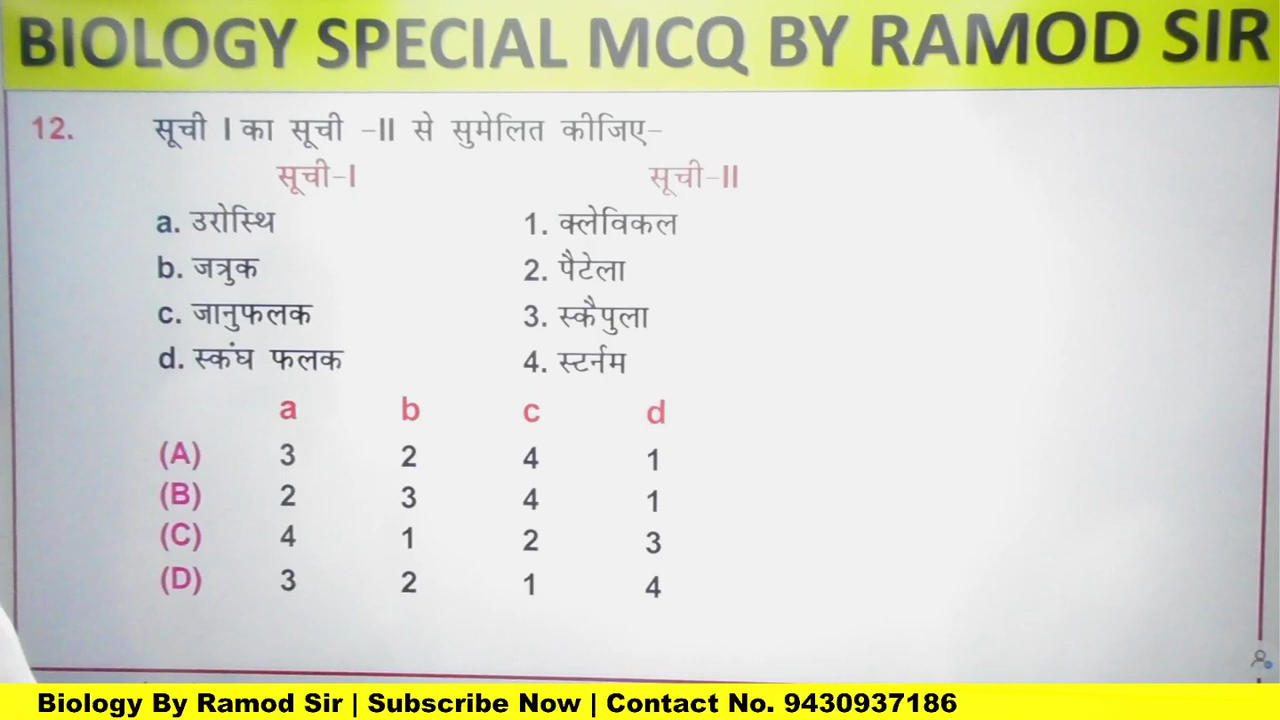 BIOLOGY SPECIAL MCQ BY RAMOD SIR
12. सूची I का सूची -II से सुमेलित कीजिए-
सूची-I सूची-II
a. उरोस्थि 1. क्लेविकल
b. जत्रुक 2. पैटेला
c. जानुफलक 3. स्कैपुला
d. स्कंघ फलक 4. स्टर्नम
a b c d
(A) 3 2 4 1
(B) 2 3 4 1
(C) 4 1 2 3
(D) 3 2 1 4
Biology By Ramod Sir | Subscribe Now | Contact No. 9430937186